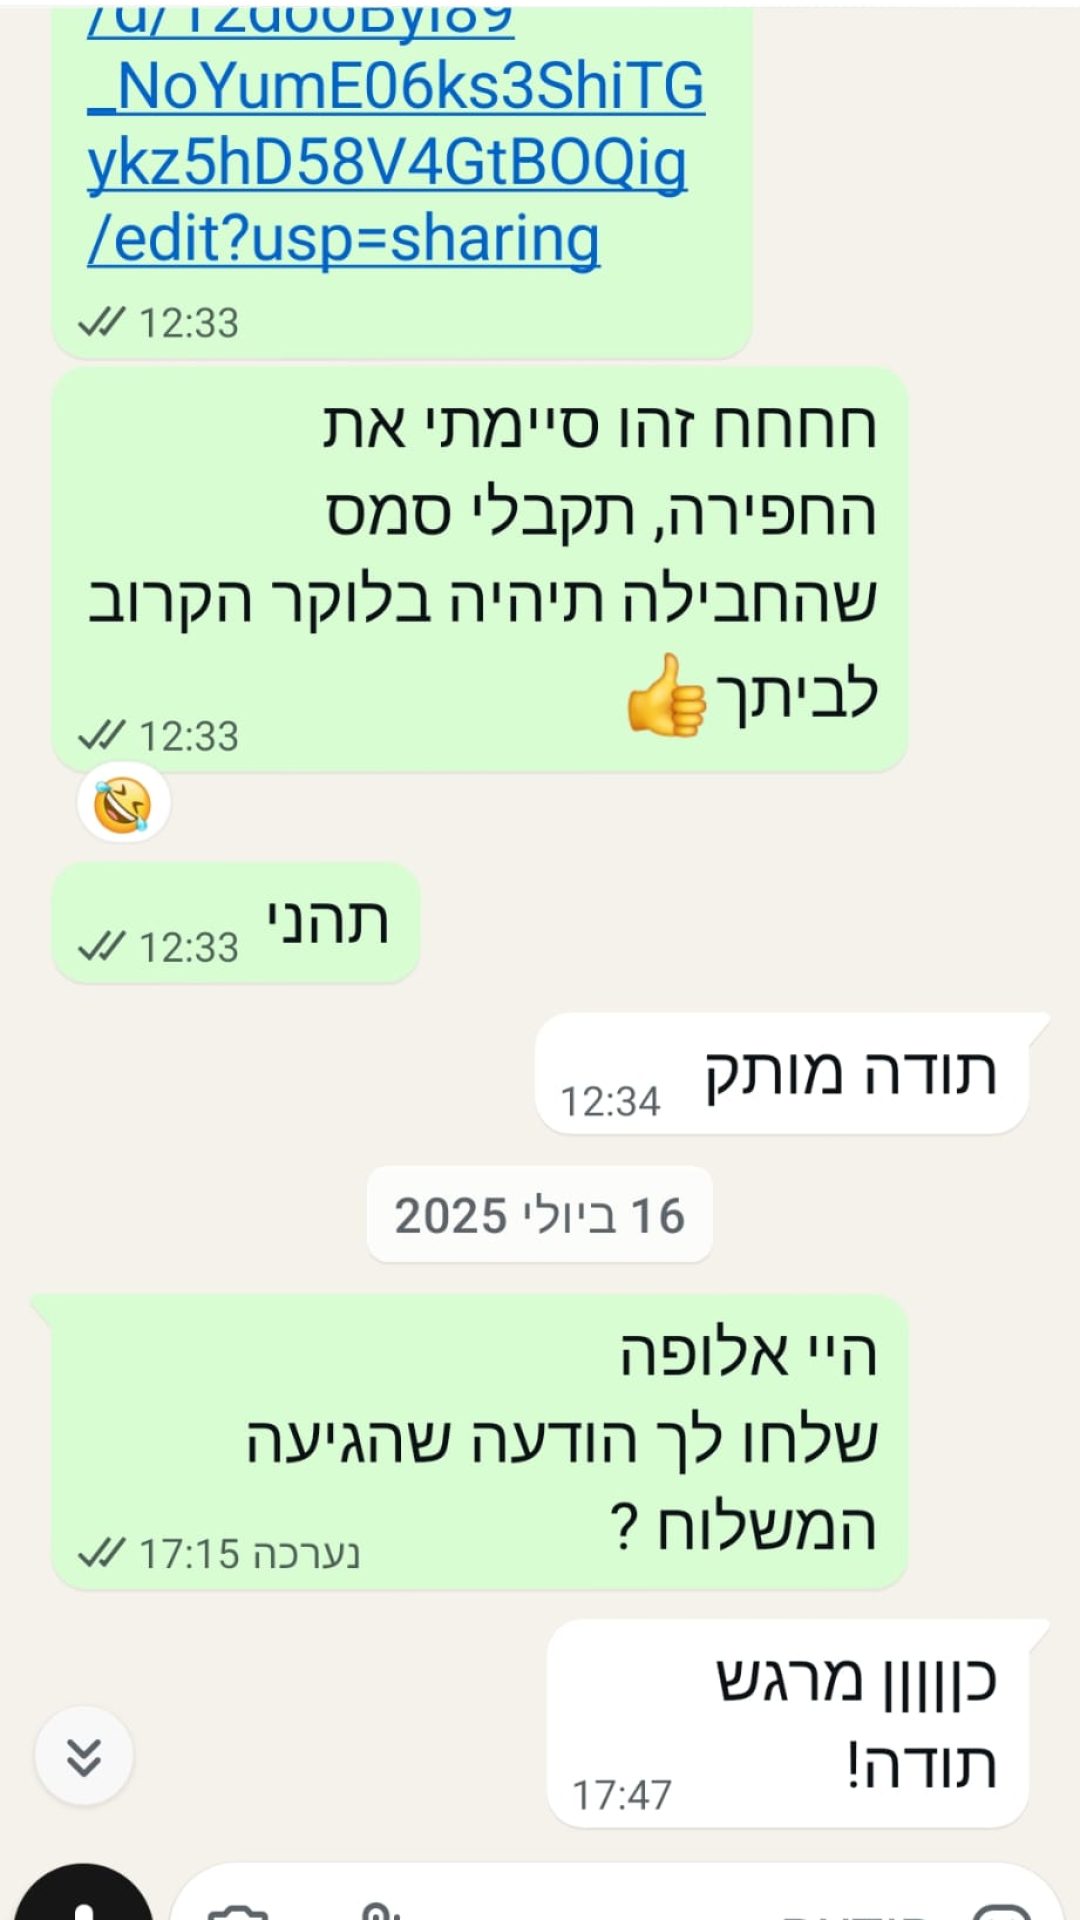 _NoYumE06ks3ShiTG
ykz5hD58V4GtBOQig
/edit?usp=sharing
12:33
חחחח זהו סיימתי את
החפירה, תקבלי סמס
שהחבילה תיהיה בלוקר הקרוב
לביתך👍
12:33
תהני
12:33
תודה מותק
12:34
16 ביולי 2025
היי אלופה
שלחו לך הודעה שהגיעה
המשלוח ?
נערכה 17:15
כןןןןן מרגש
תודה!
17:47